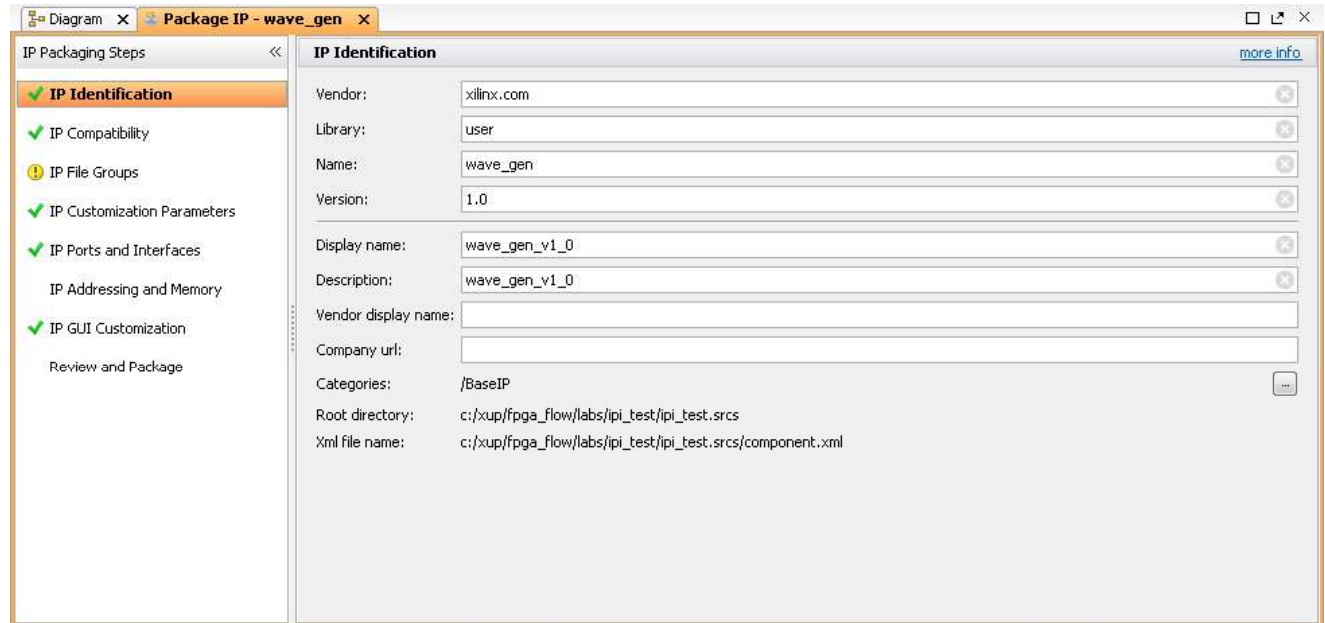 Diagram X Package IP - wave_gen X
IP Packaging Steps «
IP Identification
IP Compatibility
IP File Groups
IP Customization Parameters
IP Ports and Interfaces
IP Addressing and Memory
IP GUI Customization
Review and Package
IP Identification more info
Vendor: xilinx.com
Library: user
Name: wave_gen
Version: 1.0
Display name: wave_gen_v1_0
Description: wave_gen_v1_0
Vendor display name:
Company url:
Categories: /BaseIP ...
Root directory: c:/xup/fpga_flow/labs/ipi_test/ipi_test.srcs
Xml file name: c:/xup/fpga_flow/labs/ipi_test/ipi_test.srcs/component.xml